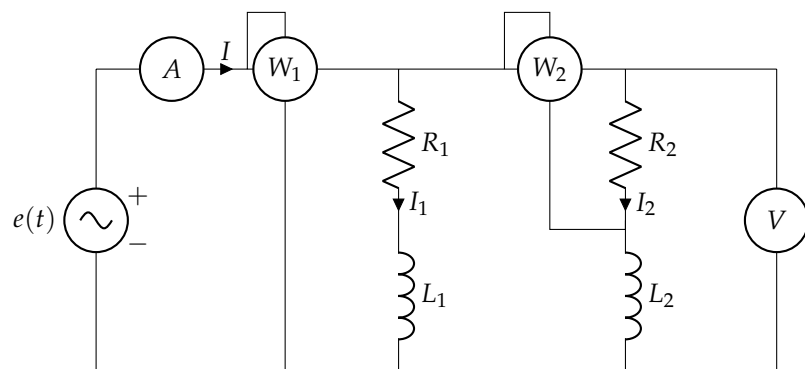 A
I
W₁
W₂
R₁
R₂
e(t)
+
−
I₁
I₂
V
L₁
L₂